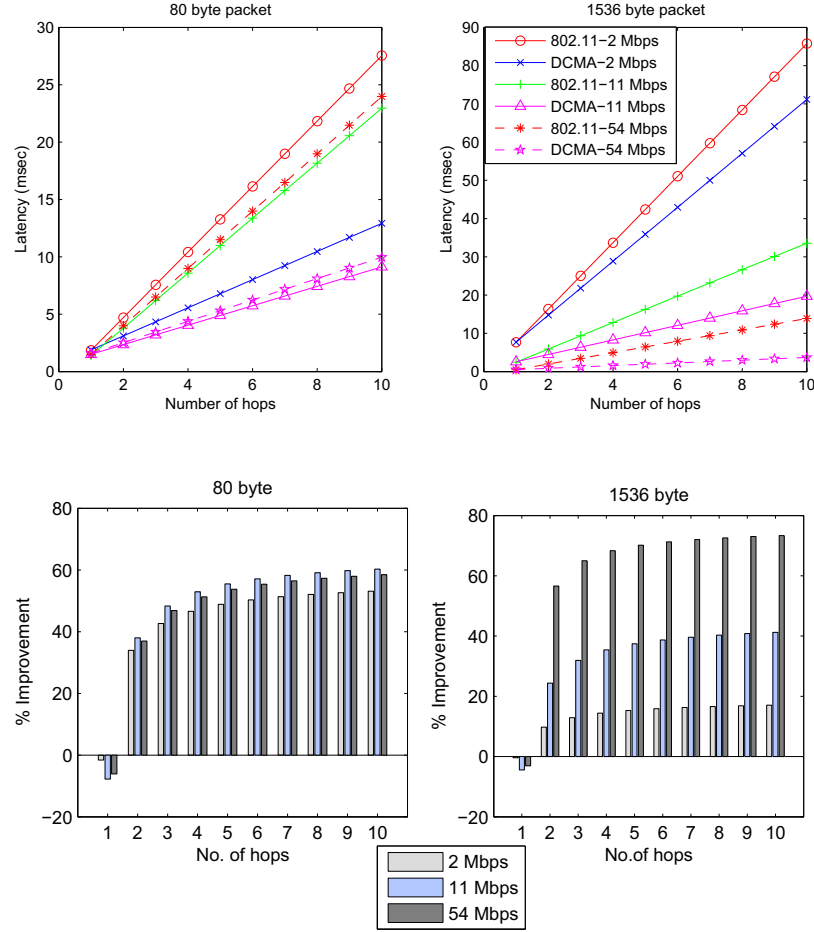 80 byte packet
30
25
20
15
10
5
0
0 2 4 6 8 10
Latency (msec)
Number of hops
1536 byte packet
90
80
70
60
50
40
30
20
10
0
0 2 4 6 8 10
Latency (msec)
Number of hops
802.11−2 Mbps
DCMA−2 Mbps
802.11−11 Mbps
DCMA−11 Mbps
802.11−54 Mbps
DCMA−54 Mbps
80 byte
80
60
40
20
0
−20
1 2 3 4 5 6 7 8 9 10
% Improvement
No. of hops
1536 byte
80
60
40
20
0
−20
1 2 3 4 5 6 7 8 9 10
% Improvement
No.of hops
2 Mbps
11 Mbps
54 Mbps